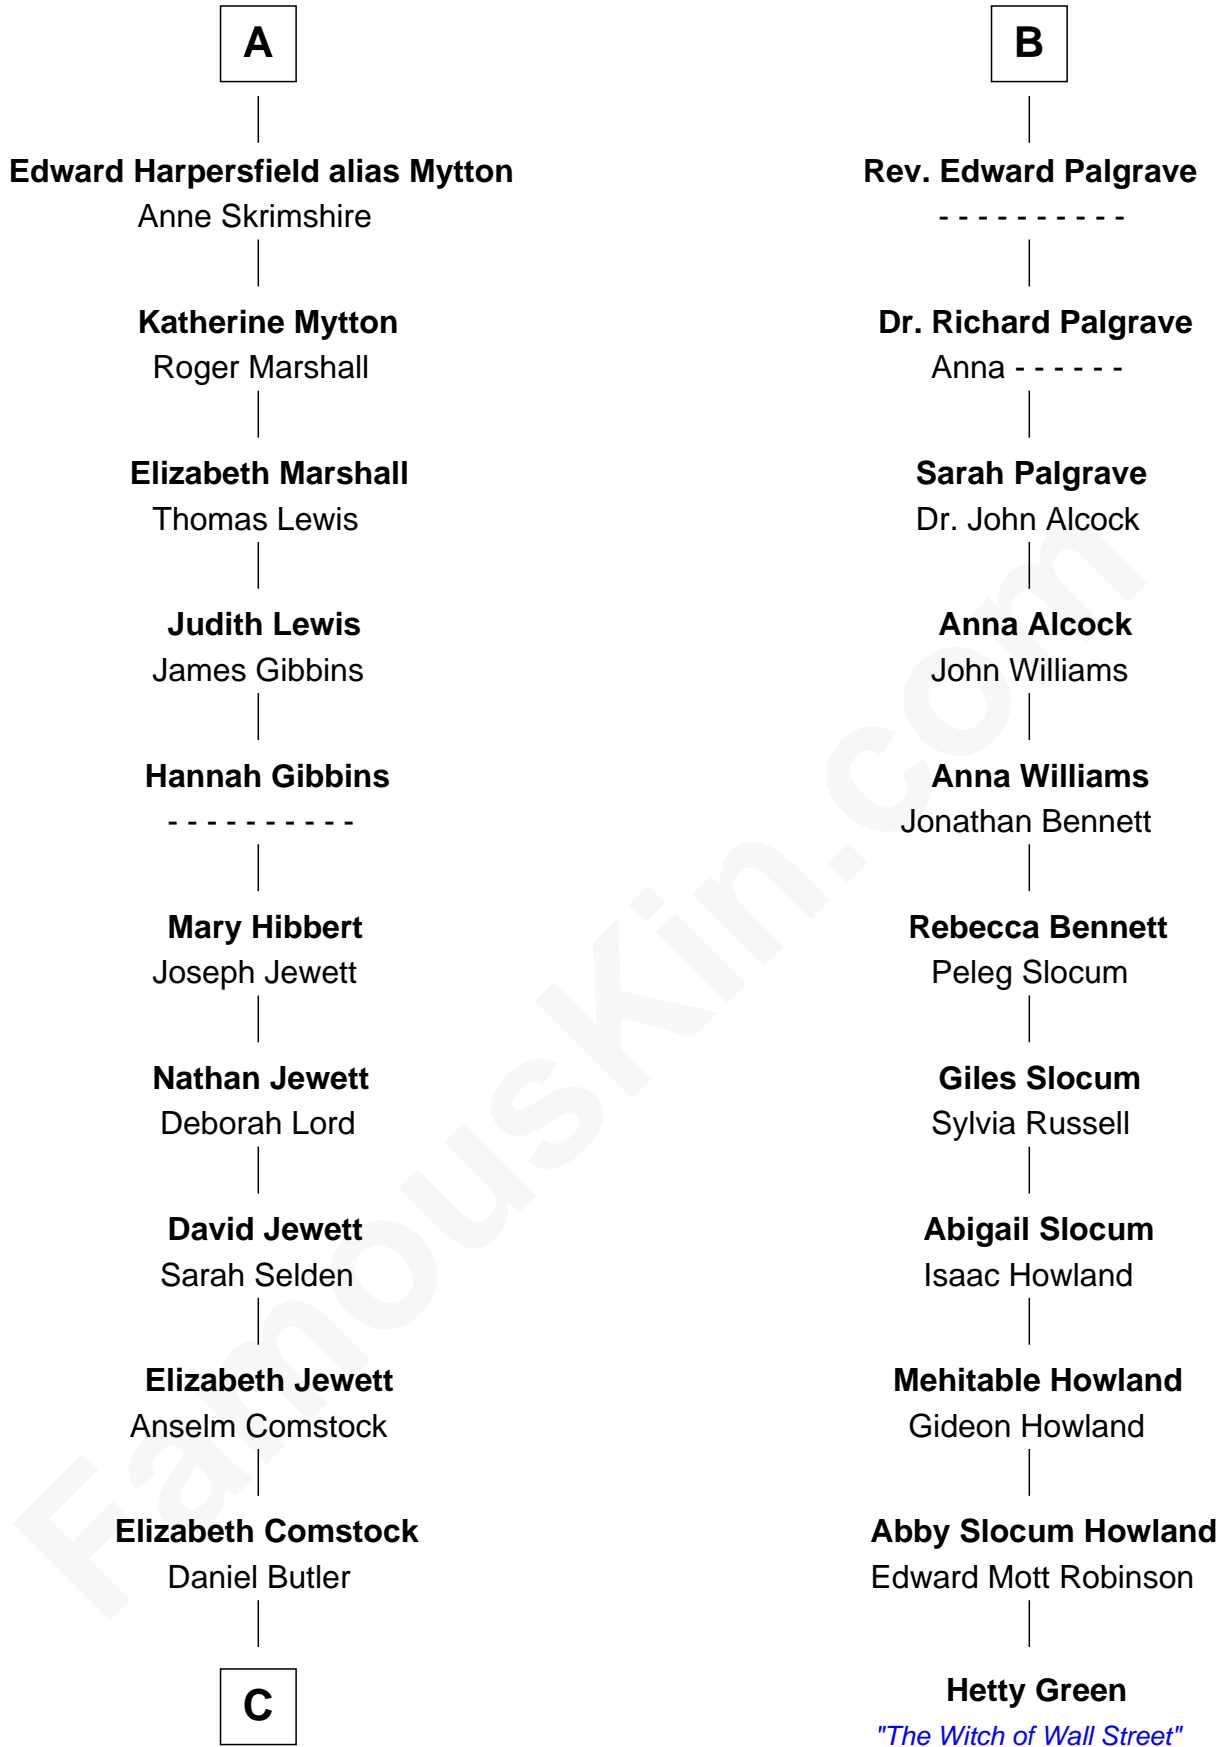 A
Edward Harpersfield alias Mytton
Anne Skrimshire
Katherine Mytton
Roger Marshall
Elizabeth Marshall
Thomas Lewis
Judith Lewis
James Gibbins
Hannah Gibbins
- - - - - - - - - -
Mary Hibbert
Joseph Jewett
Nathan Jewett
Deborah Lord
David Jewett
Sarah Selden
Elizabeth Jewett
Anselm Comstock
Elizabeth Comstock
Daniel Butler
C
B
Rev. Edward Palgrave
- - - - - - - - - -
Dr. Richard Palgrave
Anna - - - - - -
Sarah Palgrave
Dr. John Alcock
Anna Alcock
John Williams
Anna Williams
Jonathan Bennett
Rebecca Bennett
Peleg Slocum
Giles Slocum
Sylvia Russell
Abigail Slocum
Isaac Howland
Mehitable Howland
Gideon Howland
Abby Slocum Howland
Edward Mott Robinson
Hetty Green
"The Witch of Wall Street"
FamousKin.com